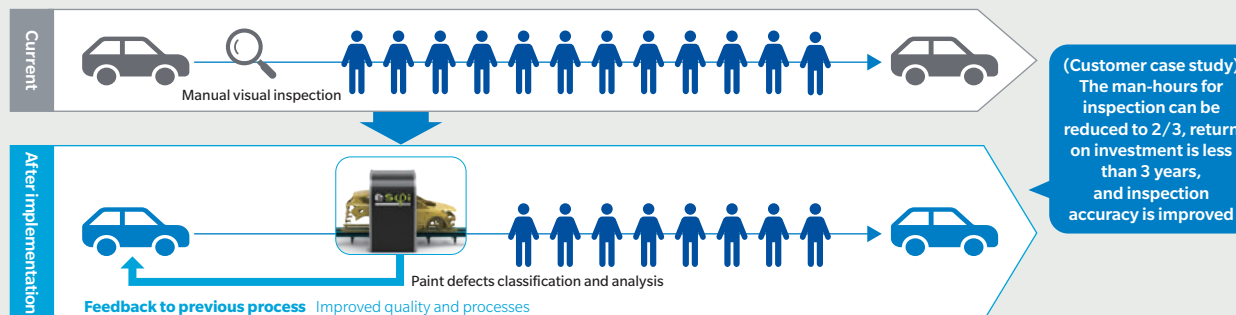 Current
Manual visual inspection
(Customer case study)
The man-hours for
inspection can be
reduced to 2/3, return
on investment is less
than 3 years,
and inspection
accuracy is improved
After implementation
esφi
Paint defects classification and analysis
Feedback to previous process Improved quality and processes